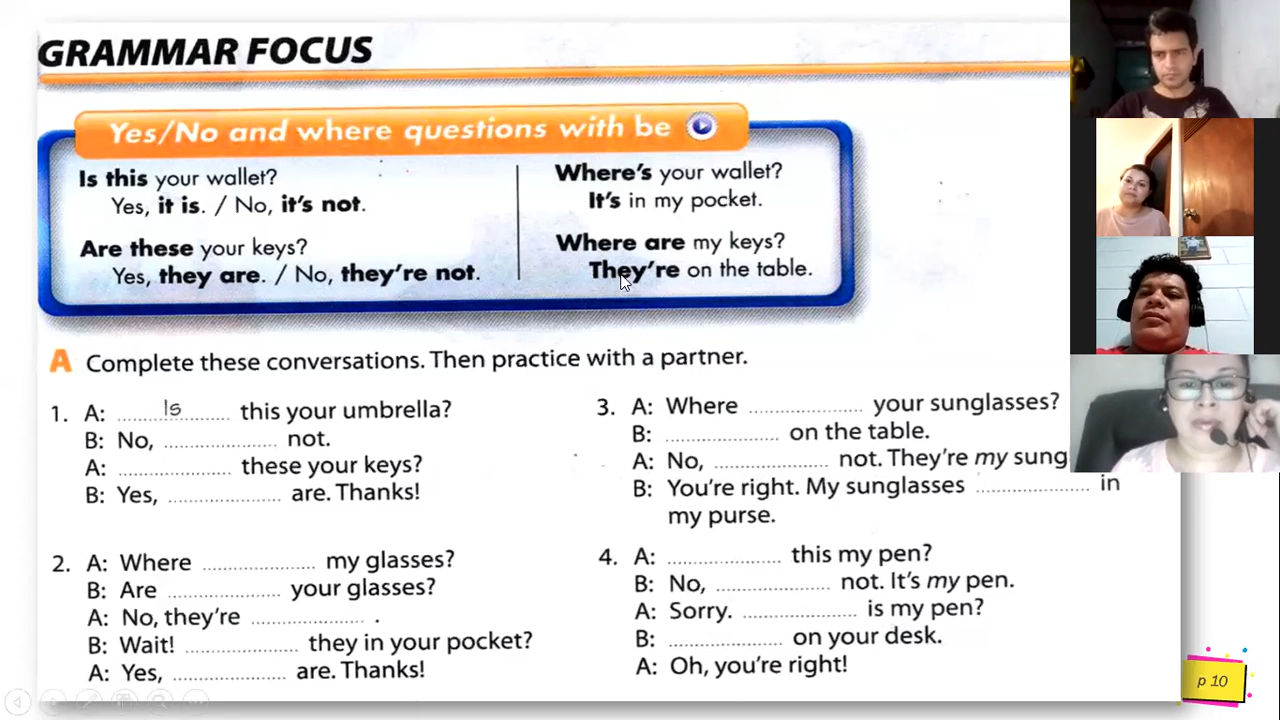 GRAMMAR FOCUS
Yes/No and where questions with be
Is this your wallet?
Yes, it is. / No, it's not.
Are these your keys?
Yes, they are. / No, they're not.
Where's your wallet?
It's in my pocket.
Where are my keys?
They're on the table.
A Complete these conversations. Then practice with a partner.
1. A: ........Is........ this your umbrella?
B: No, .................... not.
A: .................... these your keys?
B: Yes, .................... are. Thanks!
2. A: Where .................... my glasses?
B: Are .................... your glasses?
A: No, they're .................... .
B: Wait! .................... they in your pocket?
A: Yes, .................... are. Thanks!
3. A: Where .................... your sunglasses?
B: .................... on the table.
A: No, .................... not. They're my sung
B: You're right. My sunglasses .................... in
my purse.
4. A: .................... this my pen?
B: No, .................... not. It's my pen.
A: Sorry. .................... is my pen?
B: .................... on your desk.
A: Oh, you're right!
p 10